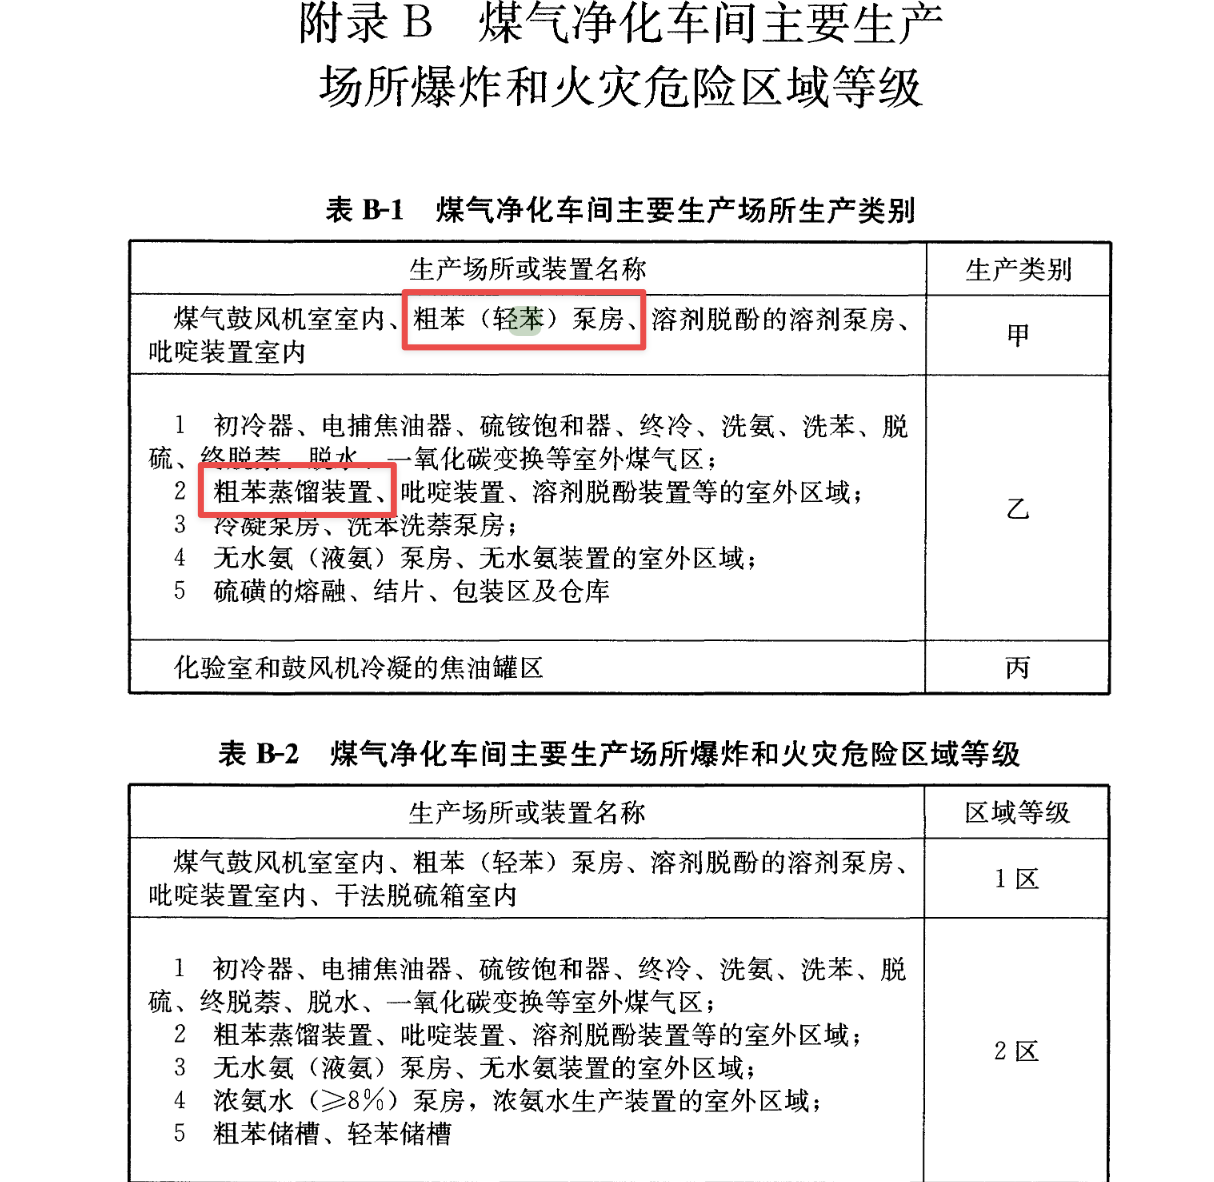 附录 B　煤气净化车间主要生产
场所爆炸和火灾危险区域等级
表 B-1　煤气净化车间主要生产场所生产类别
生产场所或装置名称　生产类别
煤气鼓风机室室内、粗苯（轻苯）泵房、溶剂脱酚的溶剂泵房、
吡啶装置室内
甲
1　初冷器、电捕焦油器、硫铵饱和器、终冷、洗氨、洗苯、脱
硫、终脱萘、脱水、一氧化碳变换等室外煤气区；
2　粗苯蒸馏装置、吡啶装置、溶剂脱酚装置等的室外区域；
3　冷凝泵房、洗苯洗萘泵房；
4　无水氨（液氨）泵房、无水氨装置的室外区域；
5　硫磺的熔融、结片、包装区及仓库
乙
化验室和鼓风机冷凝的焦油罐区　丙
表 B-2　煤气净化车间主要生产场所爆炸和火灾危险区域等级
生产场所或装置名称　区域等级
煤气鼓风机室室内、粗苯（轻苯）泵房、溶剂脱酚的溶剂泵房、
吡啶装置室内、干法脱硫箱室内
1 区
1　初冷器、电捕焦油器、硫铵饱和器、终冷、洗氨、洗苯、脱
硫、终脱萘、脱水、一氧化碳变换等室外煤气区；
2　粗苯蒸馏装置、吡啶装置、溶剂脱酚装置等的室外区域；
3　无水氨（液氨）泵房、无水氨装置的室外区域；
4　浓氨水（≥8%）泵房，浓氨水生产装置的室外区域；
5　粗苯储槽、轻苯储槽
2 区